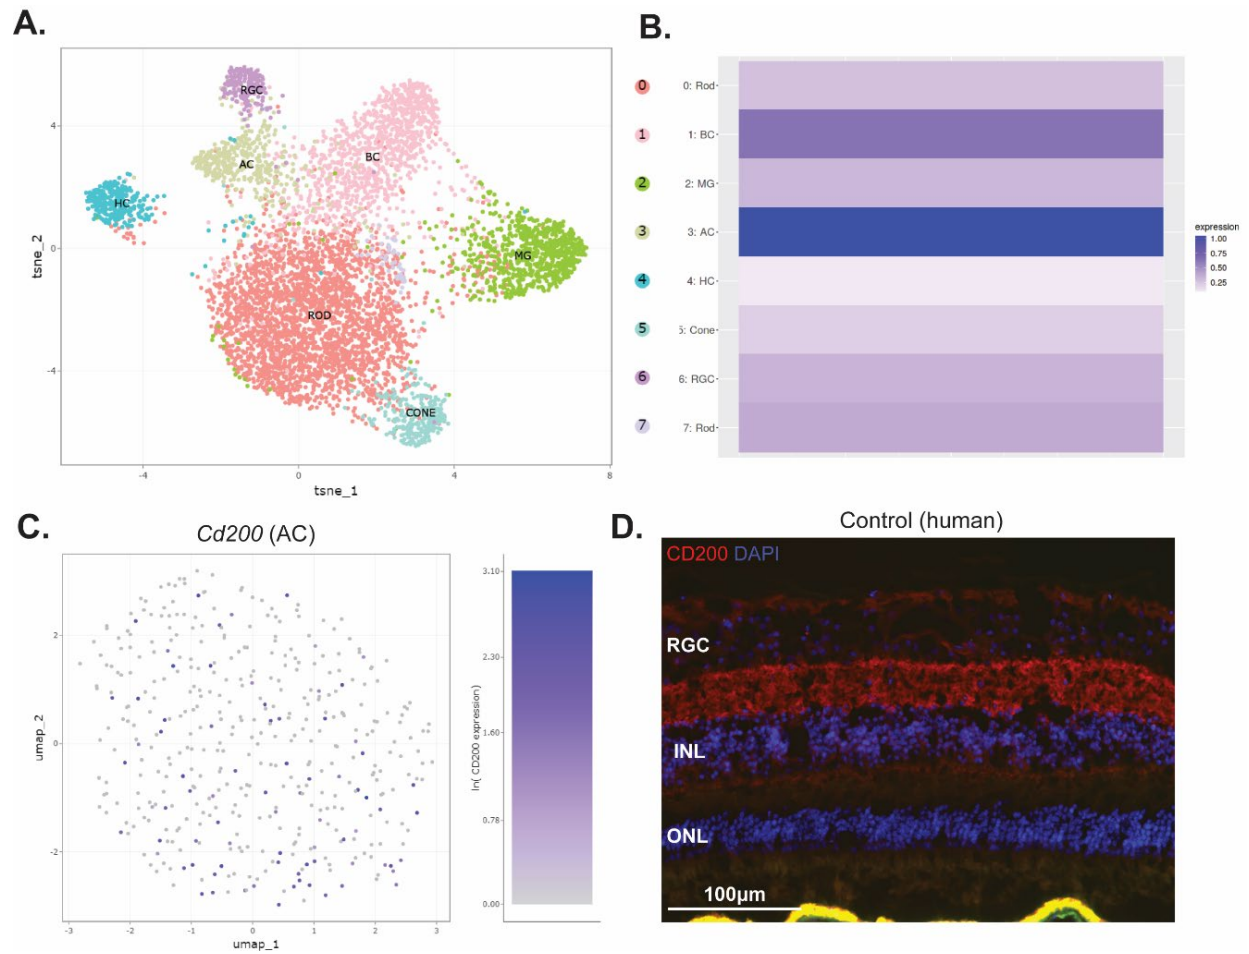 A.
RGC
AC
BC
HC
MG
ROD
CONE
4
0
-4
tsne_2
-4
0
4
8
tsne_1
B.
0
1
2
3
4
5
6
7
0: Rod
1: BC
2: MG
3: AC
4: HC
5: Cone
6: RGC
7: Rod
expression
1.00
0.75
0.50
0.25
C.
Cd200 (AC)
2
0
-2
umap_2
-3
-2
-1
0
1
2
3
umap_1
3.10
2.30
1.60
0.78
0.00
ln( CD200 expression)
D.
Control (human)
CD200 DAPI
RGC
INL
ONL
100μm